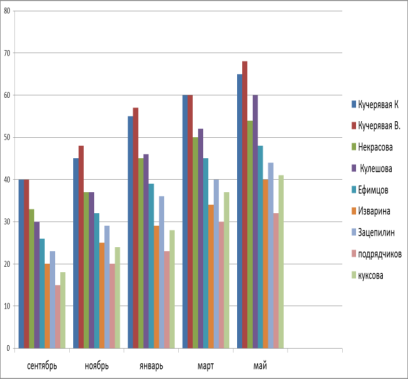 80
70
60
50
40
30
20
10
0
сентябрь ноябрь январь март май
Кучерявая К
Кучерявая В.
Некрасова
Кулешова
Ефимцов
Изварина
Зацепилин
подрядчиков
куксова